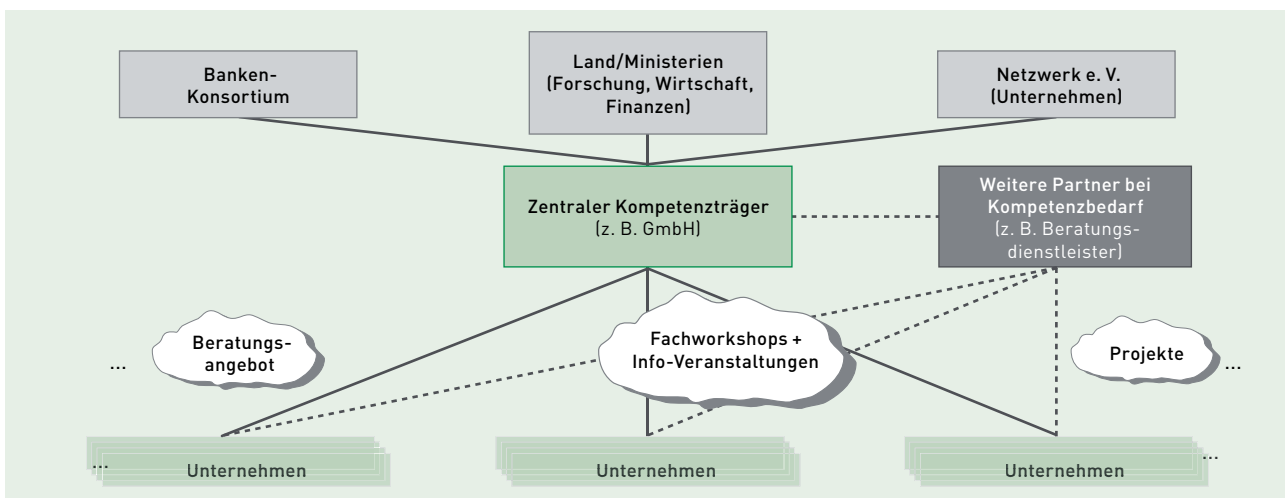 Banken-
Konsortium
Land/Ministerien
(Forschung, Wirtschaft,
Finanzen)
Netzwerk e. V.
(Unternehmen)
Zentraler Kompetenzträger
(z. B. GmbH)
Weitere Partner bei
Kompetenzbedarf
(z. B. Beratungs-
dienstleister)
...
Beratungs-
angebot
Fachworkshops +
Info-Veranstaltungen
Projekte
...
...
Unternehmen
Unternehmen
Unternehmen
...